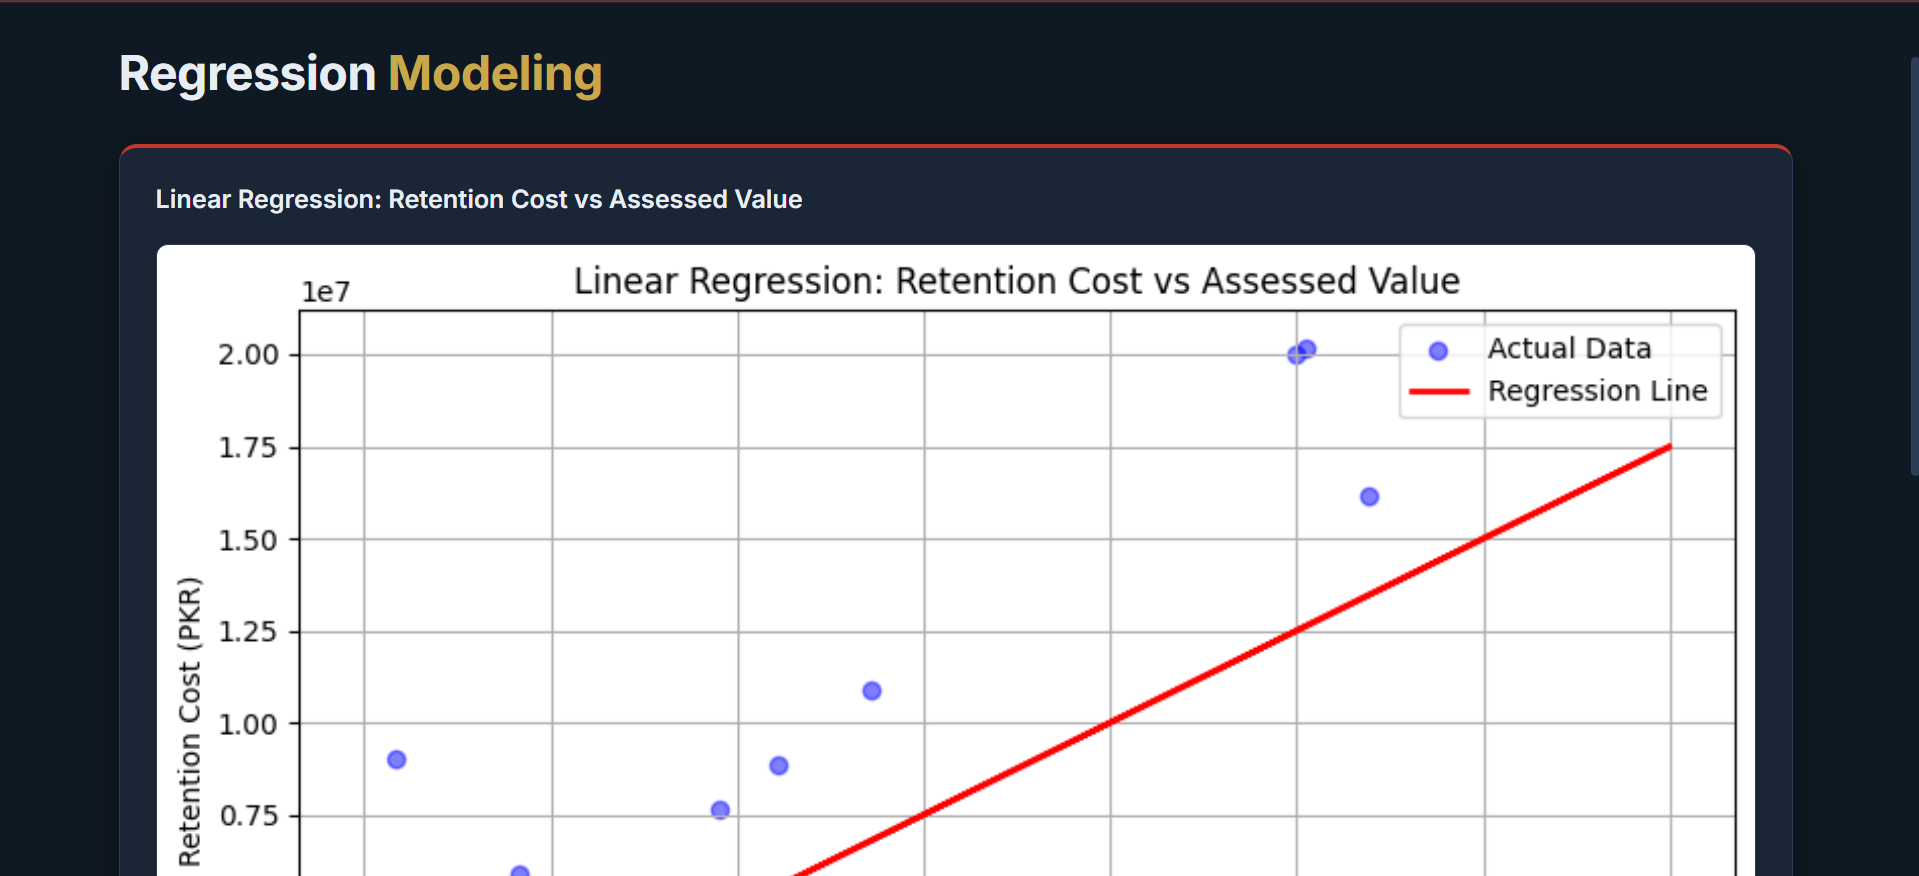 Regression Modeling
Linear Regression: Retention Cost vs Assessed Value
Linear Regression: Retention Cost vs Assessed Value
1e7
2.00
Actual Data
Regression Line
1.75
1.50
1.25
1.00
0.75
Retention Cost (PKR)